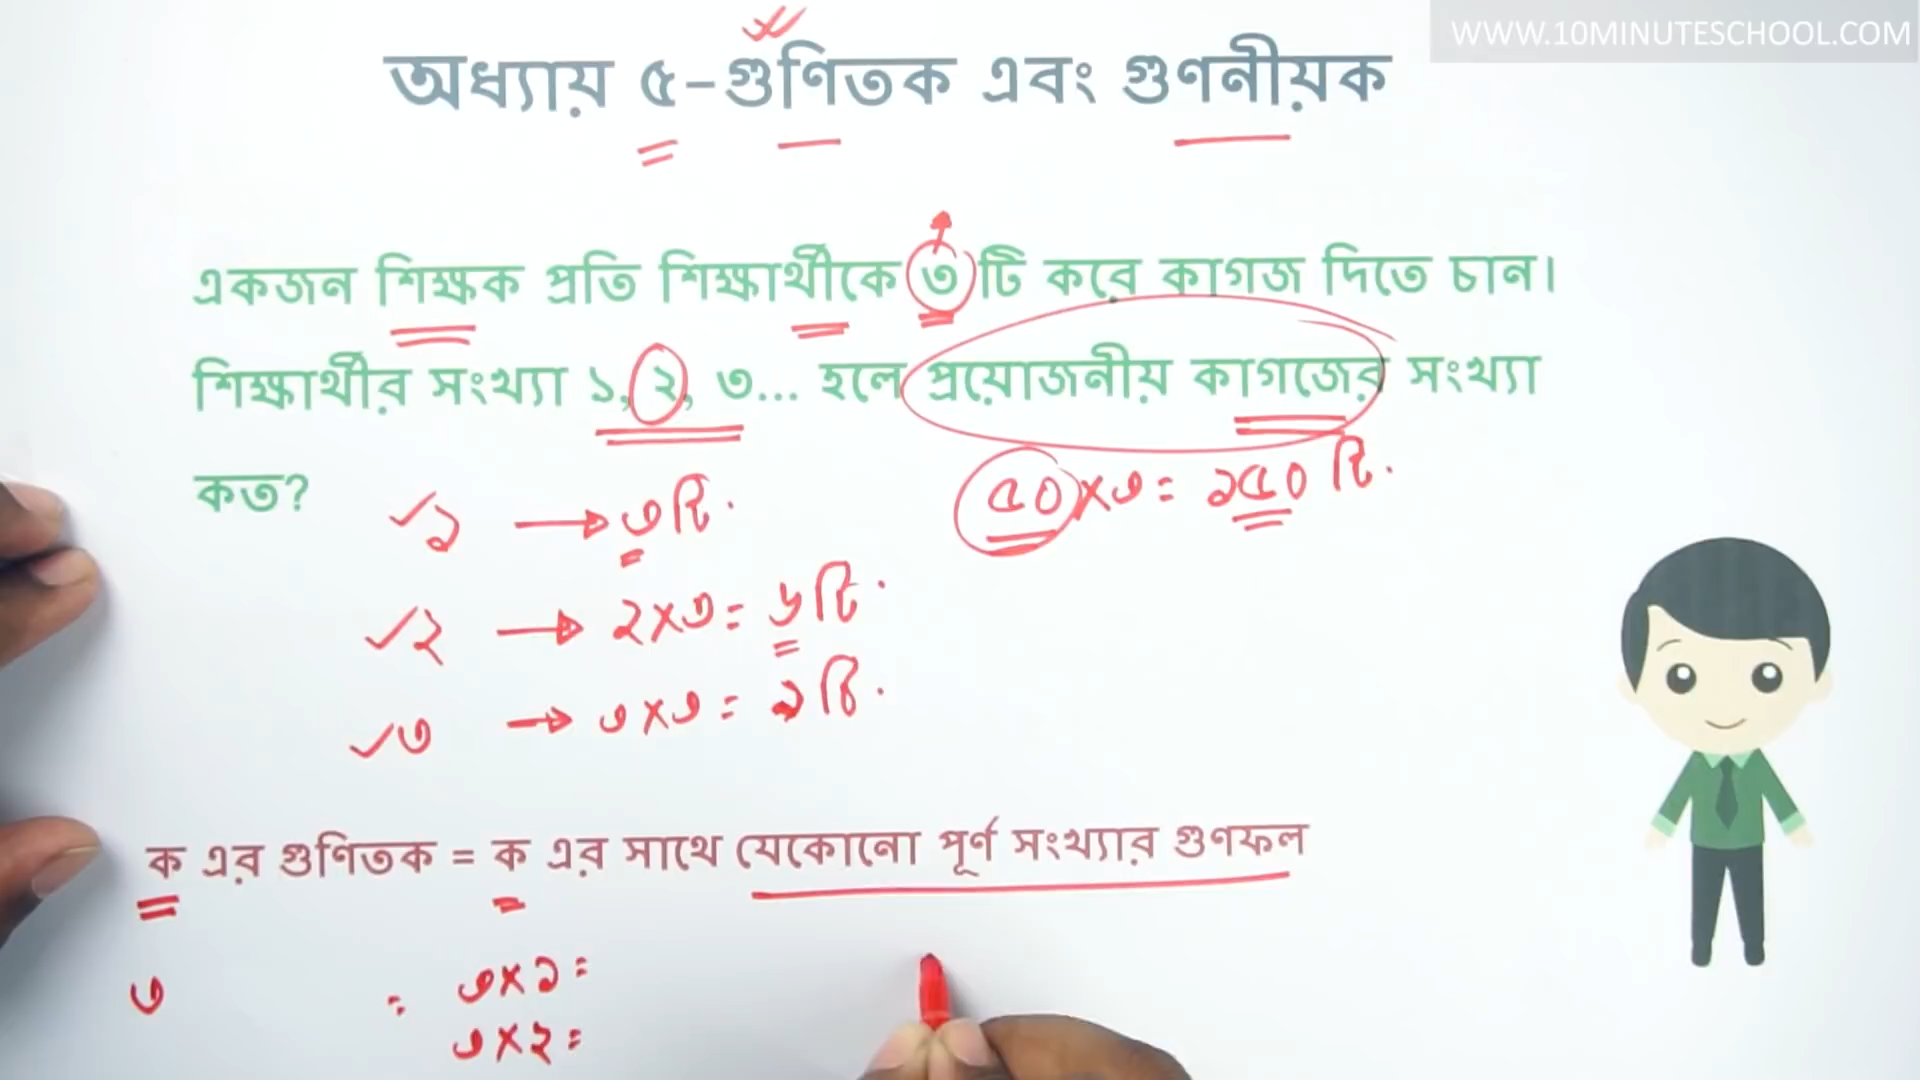 WWW.10MINUTESCHOOL.COM
অধ্যায় ৫-গুণিতক এবং গুণনীয়ক
একজন শিক্ষক প্রতি শিক্ষার্থীকে ৩ টি করে কাগজ দিতে চান।
শিক্ষার্থীর সংখ্যা ১, ২, ৩... হলে প্রয়োজনীয় কাগজের সংখ্যা
কত?
৫০×৩= ১৫০ টি.
১ → ৩টি.
২ → ২×৩= ৬টি.
৩ → ৩×৩= ৯টি.
ক এর গুণিতক = ক এর সাথে যেকোনো পূর্ণ সংখ্যার গুণফল
৩ = ৩×১=
৩×২=